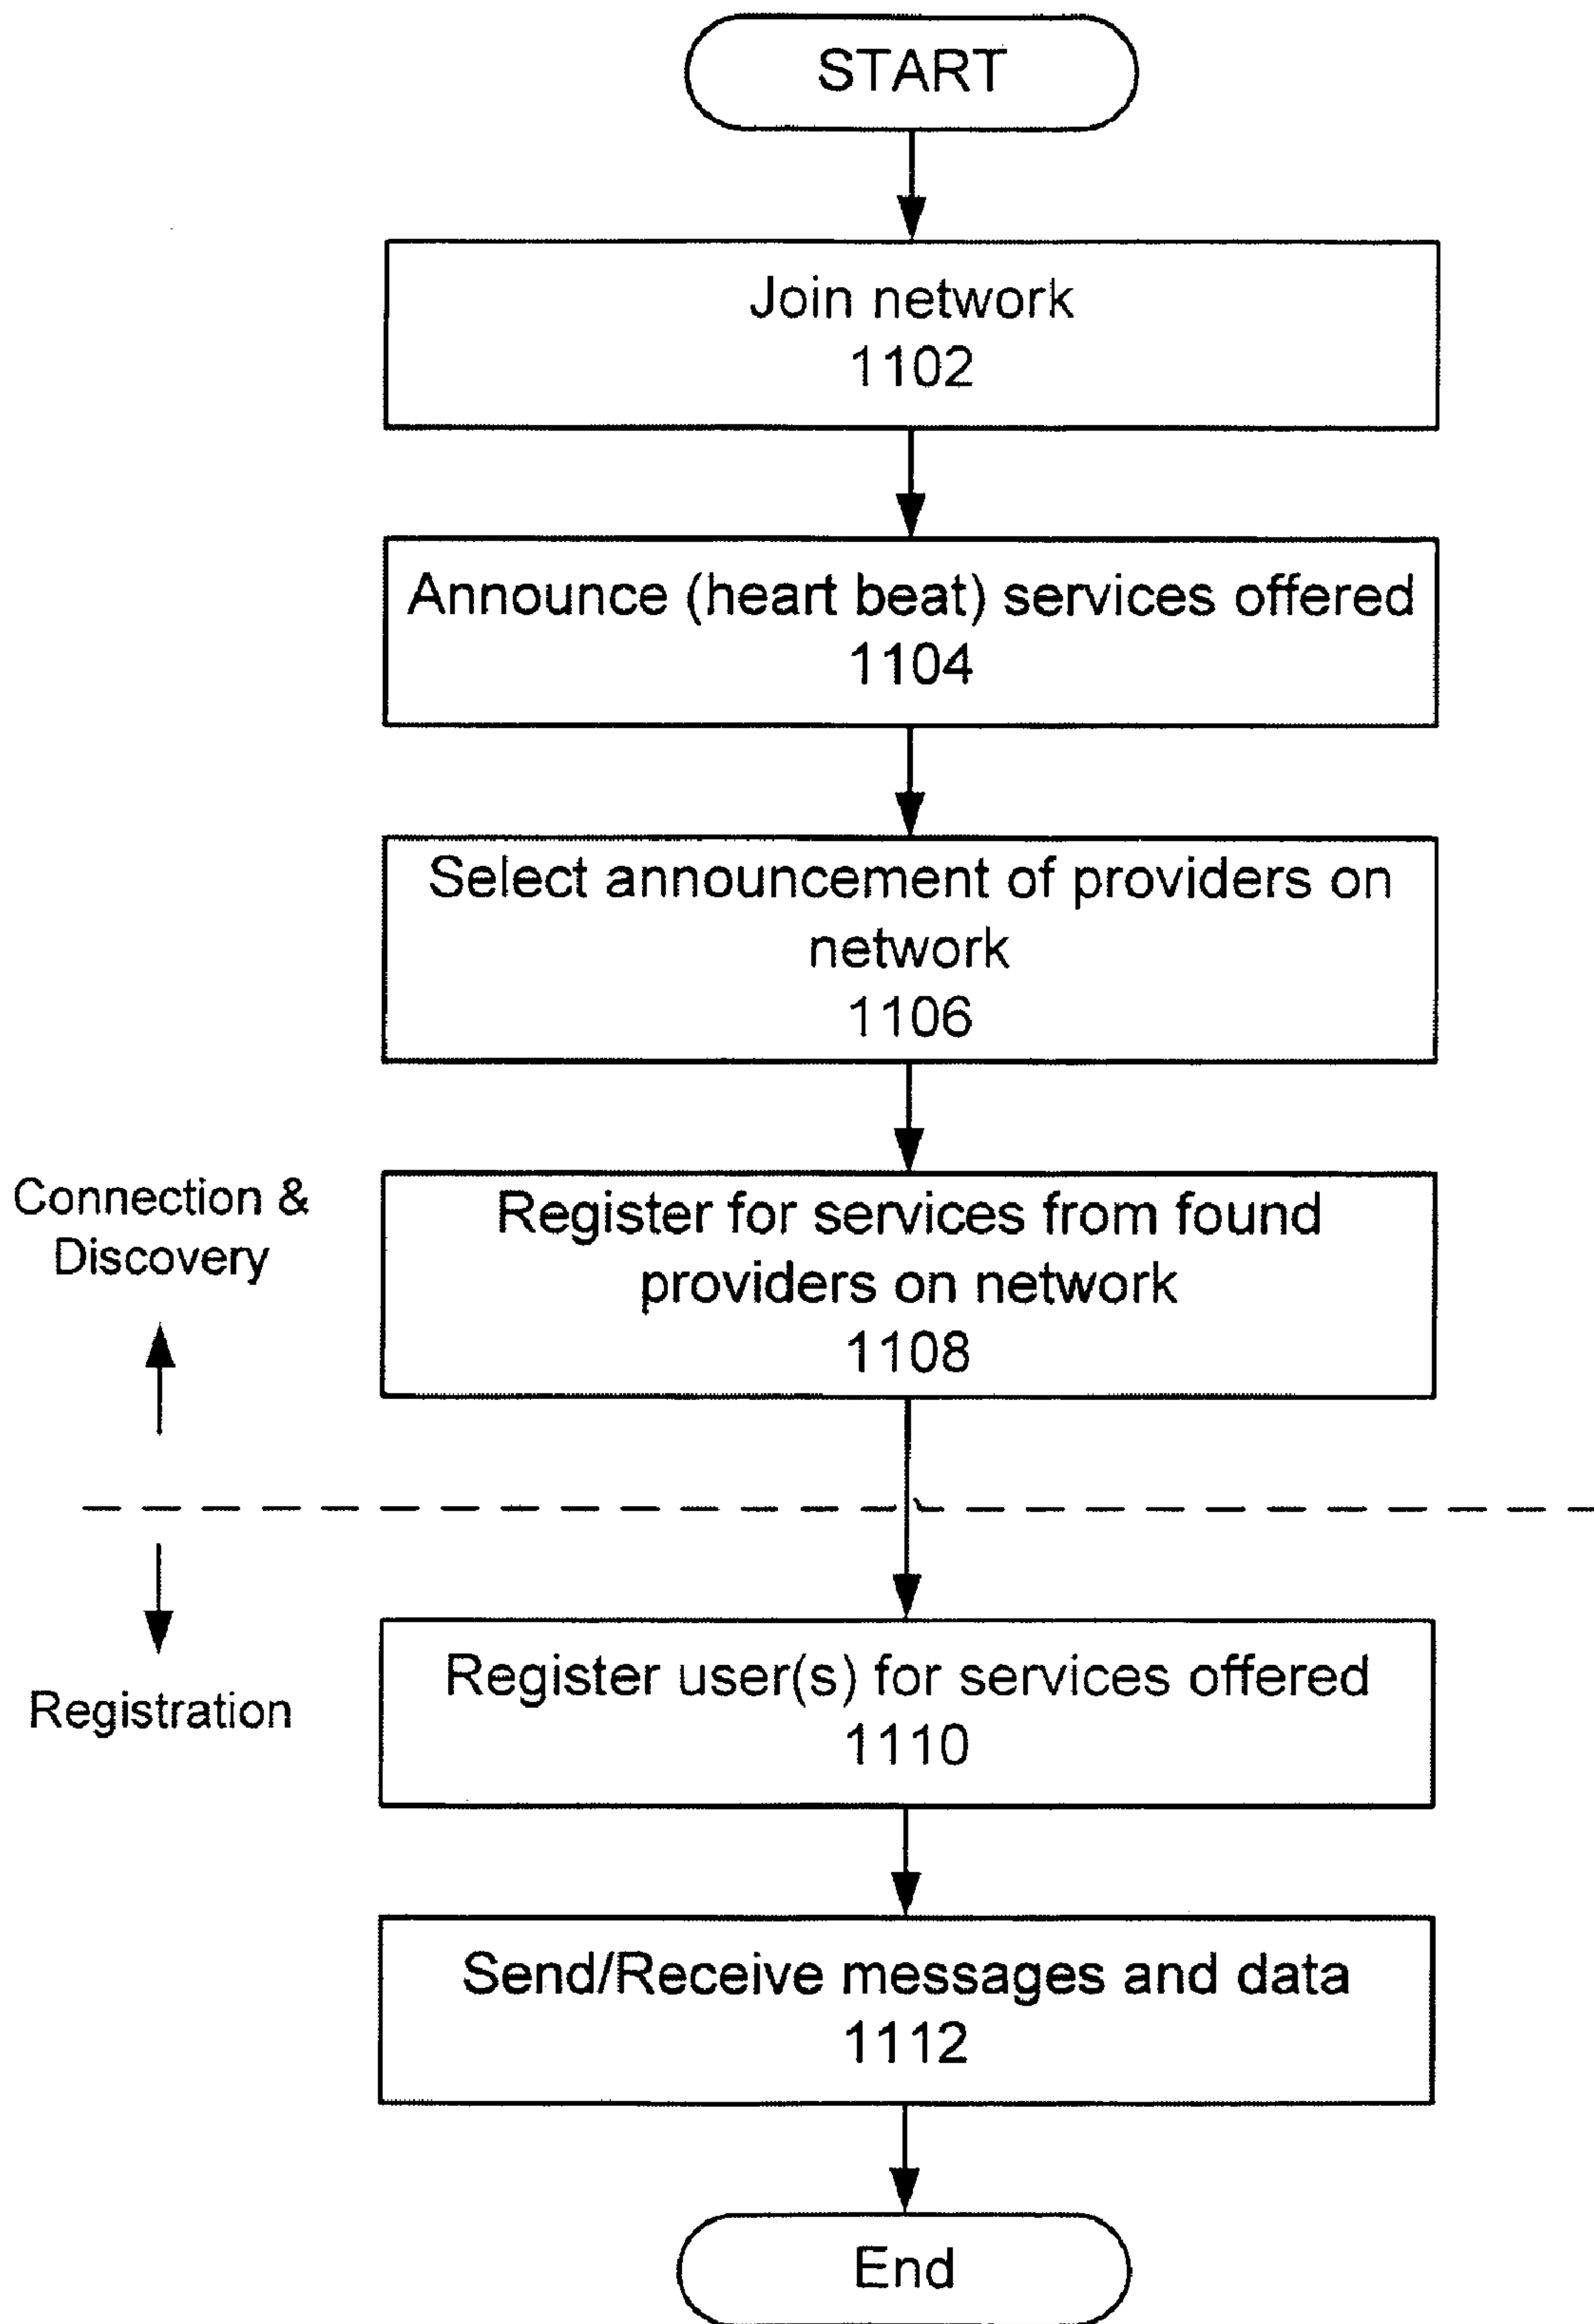 START
Join network
1102
Announce (heart beat) services offered
1104
Select announcement of providers on
network
1106
Connection &
Discovery
Register for services from found
providers on network
1108
Registration
Register user(s) for services offered
1110
Send/Receive messages and data
1112
End